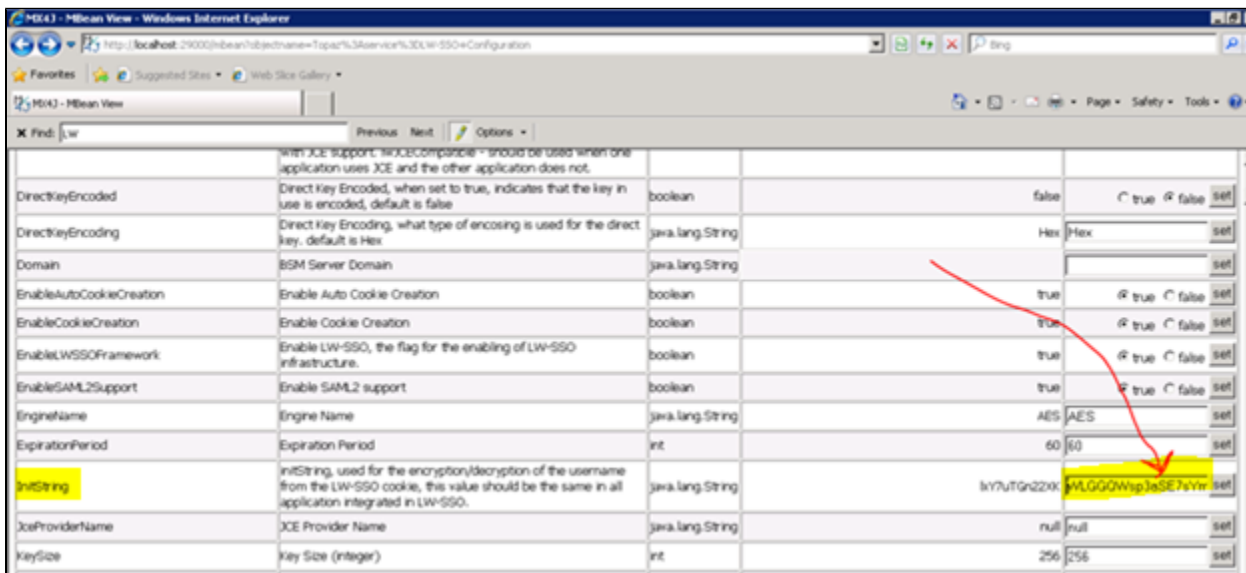 MX4J - MBean View - Windows Internet Explorer
http://localhost:29000/mbean?objectname=Topaz%3Aservice%3DLW-SSO+Configuration
Bing
Favorites Suggested Sites Web Slice Gallery
MX4J - MBean View
Page Safety Tools
Find: LW Previous Next Options
with JCE support. lwJCECompatible - should be used when one
application uses JCE and the other application does not.
DirectKeyEncoded
Direct Key Encoded, when set to true, indicates that the key in
use is encoded, default is false
boolean false true false set
DirectKeyEncoding
Direct Key Encoding, what type of encosing is used for the direct
key. default is Hex
java.lang.String Hex Hex set
Domain BSM Server Domain java.lang.String set
EnableAutoCookieCreation Enable Auto Cookie Creation boolean true true false set
EnableCookieCreation Enable Cookie Creation boolean true true false set
EnableLWSSOFramework
Enable LW-SSO, the flag for the enabling of LW-SSO
infrastructure.
boolean true true false set
EnableSAML2Support Enable SAML2 support boolean true true false set
EngineName Engine Name java.lang.String AES AES set
ExpirationPeriod Expiration Period int 60 60 set
InitString
initString, used for the encryption/decryption of the username
from the LW-SSO cookie, this value should be the same in all
application integrated in LW-SSO.
java.lang.String set
JceProviderName JCE Provider Name java.lang.String null null set
KeySize Key Size (integer) int 256 256 set